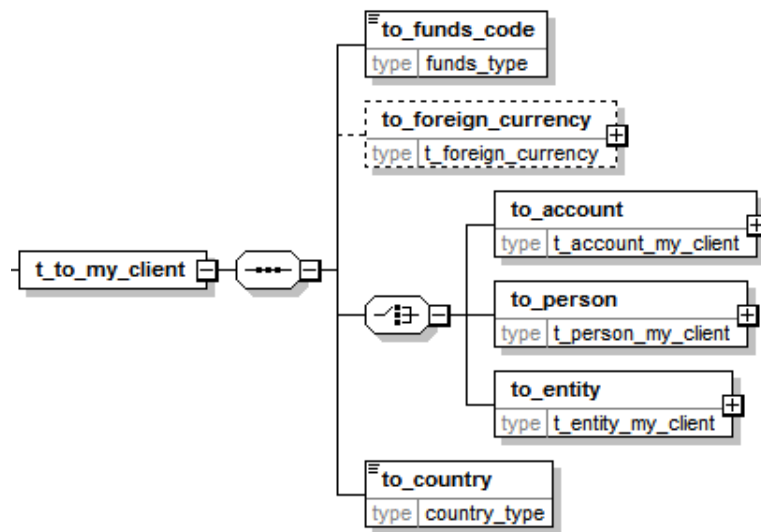 to_funds_code
type funds_type
to_foreign_currency
type t_foreign_currency
to_account
type t_account_my_client
t_to_my_client
to_person
type t_person_my_client
to_entity
type t_entity_my_client
to_country
type country_type